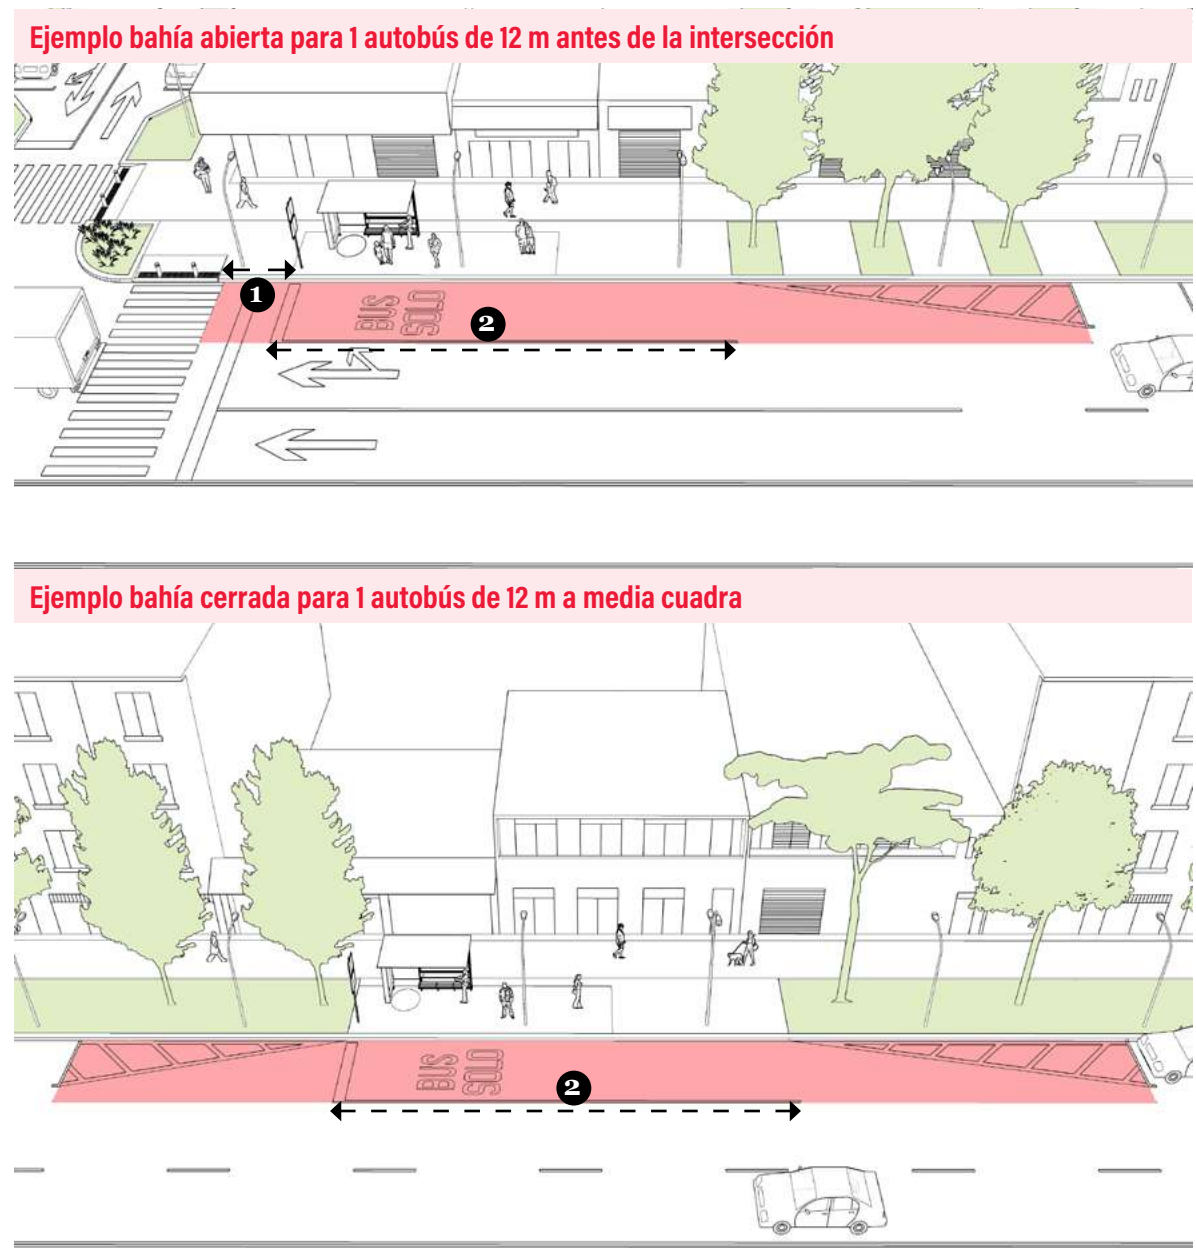 Ejemplo bahía abierta para 1 autobús de 12 m antes de la intersección
1
BUS
SOLO
2
Ejemplo bahía cerrada para 1 autobús de 12 m a media cuadra
BUS
SOLO
2